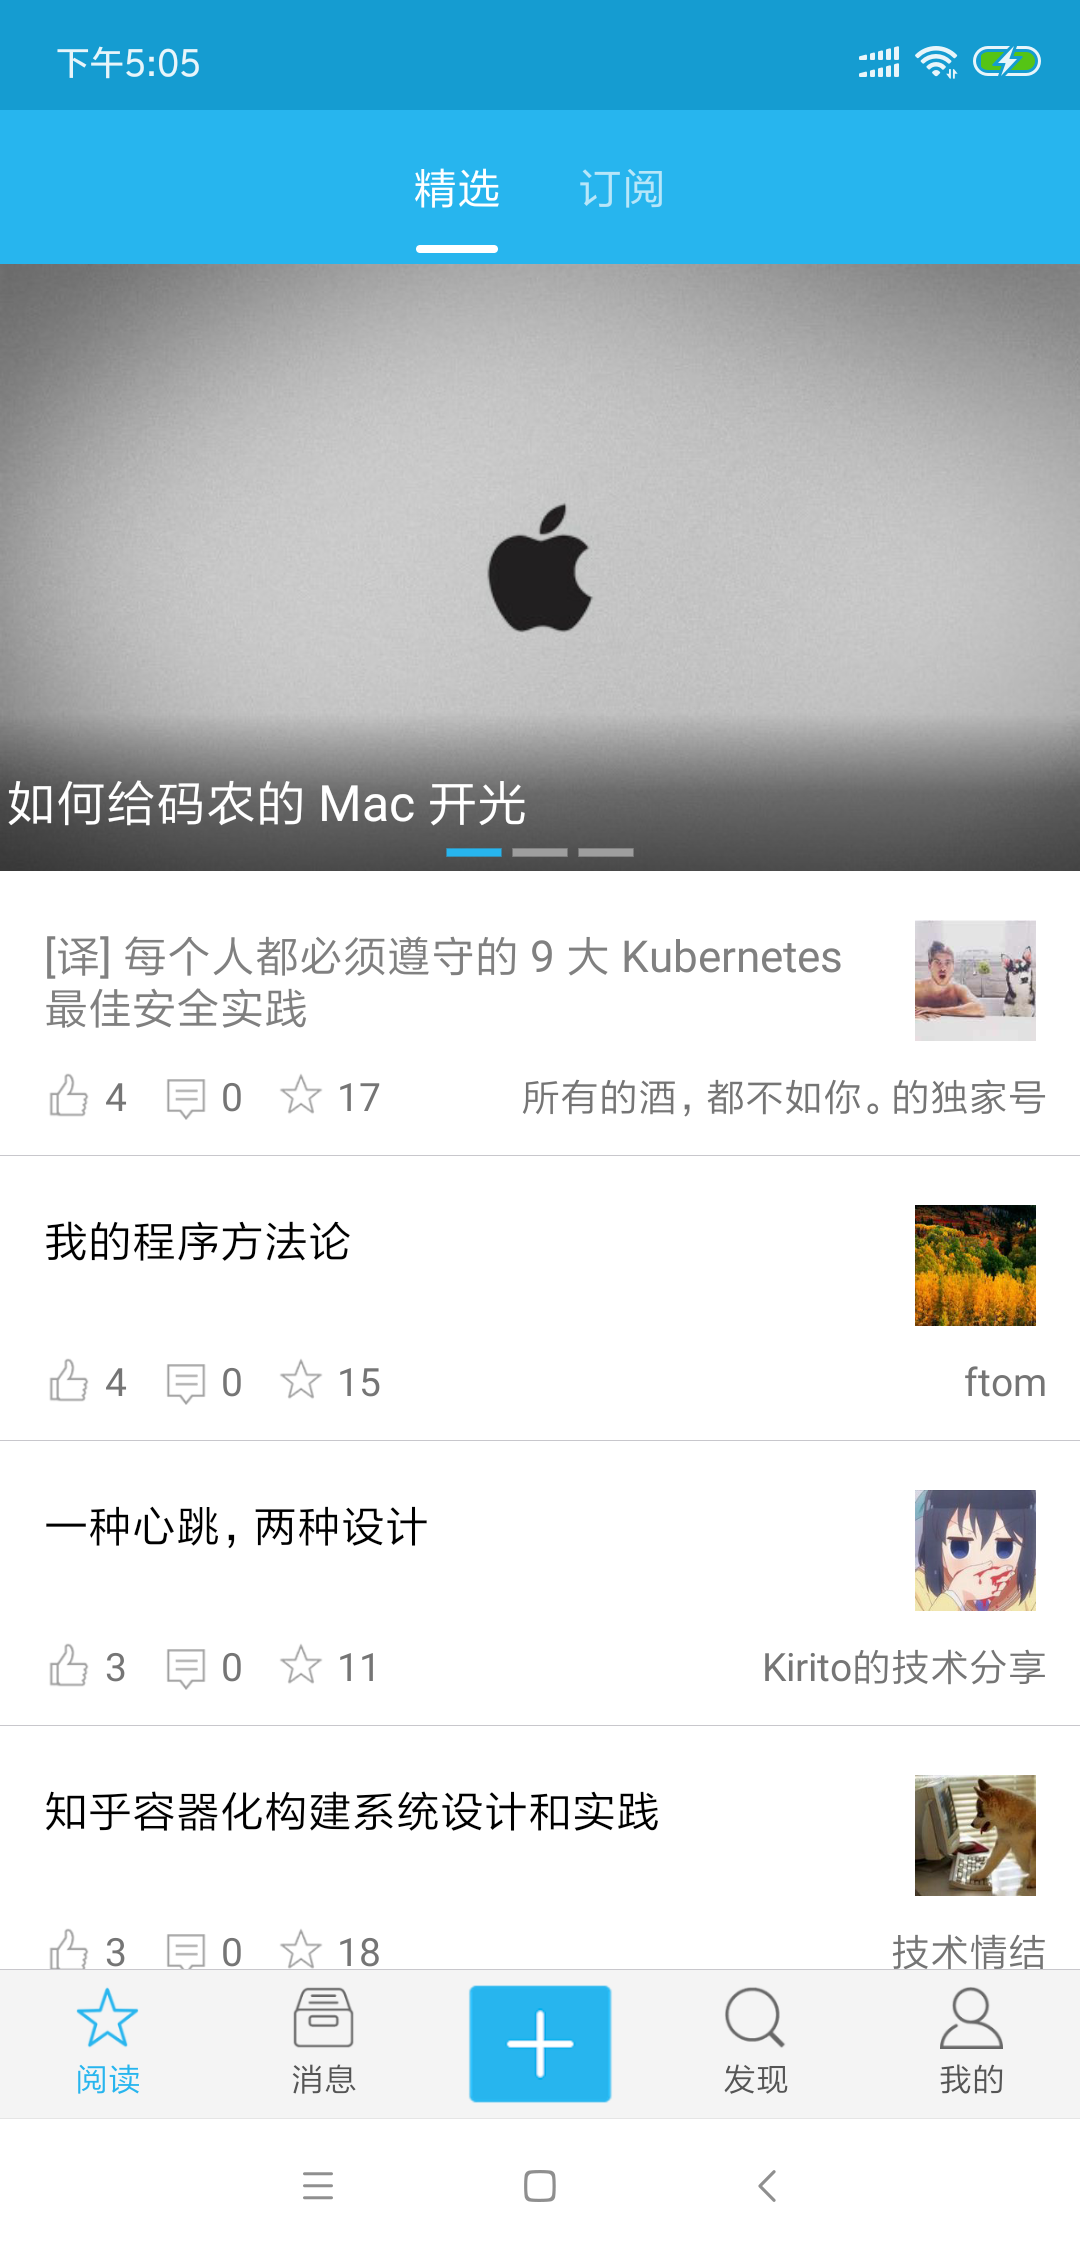 下午5:05
精选 订阅
如何给码农的 Mac 开光
[译] 每个人都必须遵守的 9 大 Kubernetes
最佳安全实践
4 0 17 所有的酒，都不如你。的独家号
我的程序方法论
4 0 15 ftom
一种心跳，两种设计
3 0 11 Kirito的技术分享
知乎容器化构建系统设计和实践
3 0 18 技术情结
阅读 消息 发现 我的